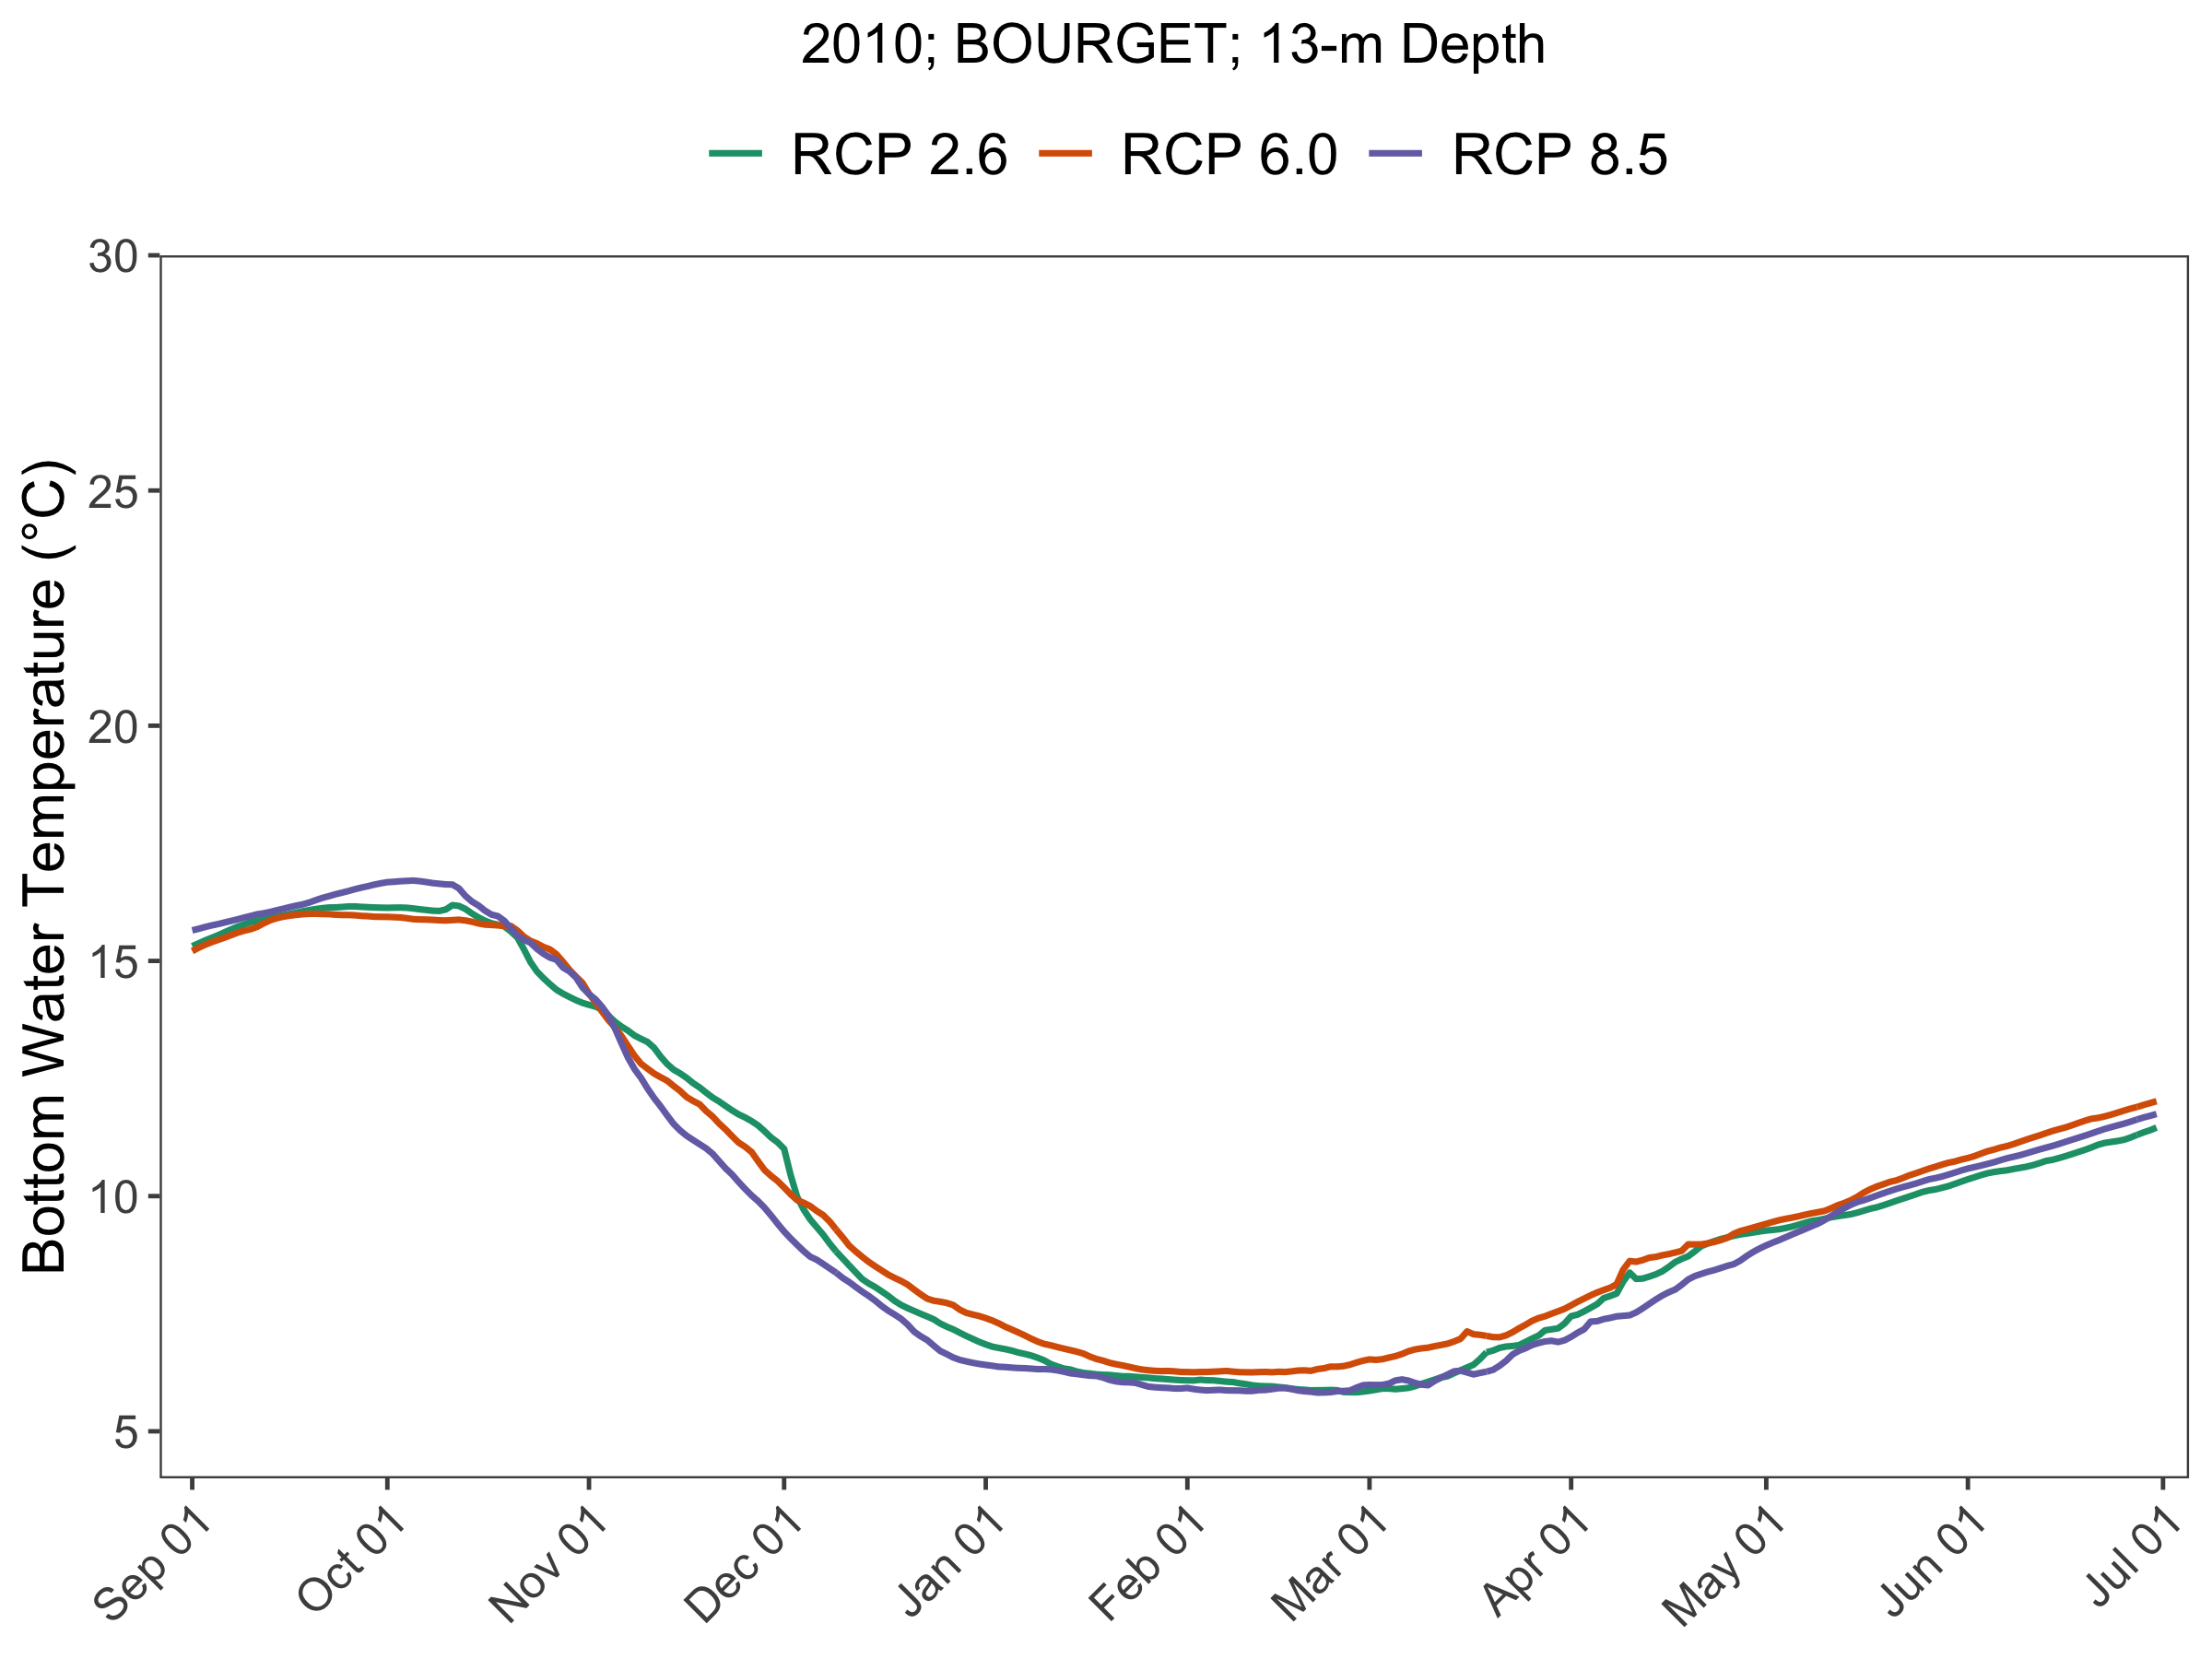 2010; BOURGET; 13-m Depth
RCP 2.6 RCP 6.0 RCP 8.5
Bottom Water Temperature (°C)
30
25
20
15
10
5
Sep 01 Oct 01 Nov 01 Dec 01 Jan 01 Feb 01 Mar 01 Apr 01 May 01 Jun 01 Jul 01